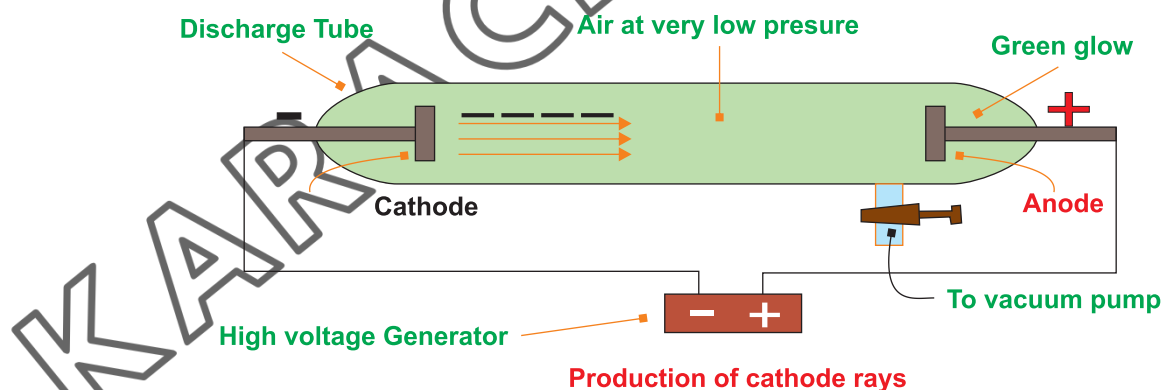 Discharge Tube
Air at very low presure
Green glow
Cathode
Anode
To vacuum pump
High voltage Generator
Production of cathode rays
KARAC